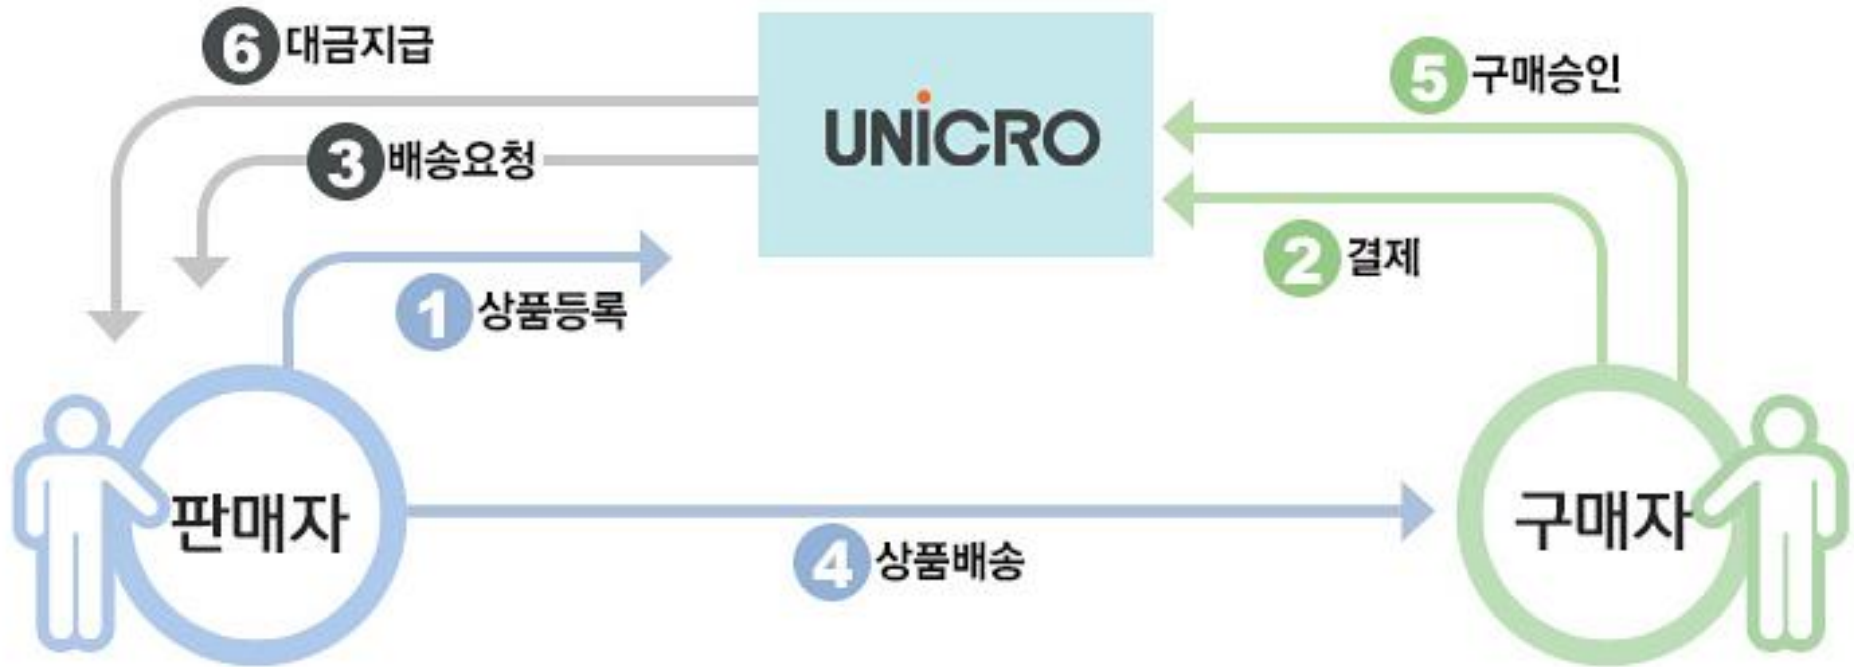 6 대금지급
5 구매승인
UNiCRO
3 배송요청
2 결제
1 상품등록
판매자
구매자
4 상품배송